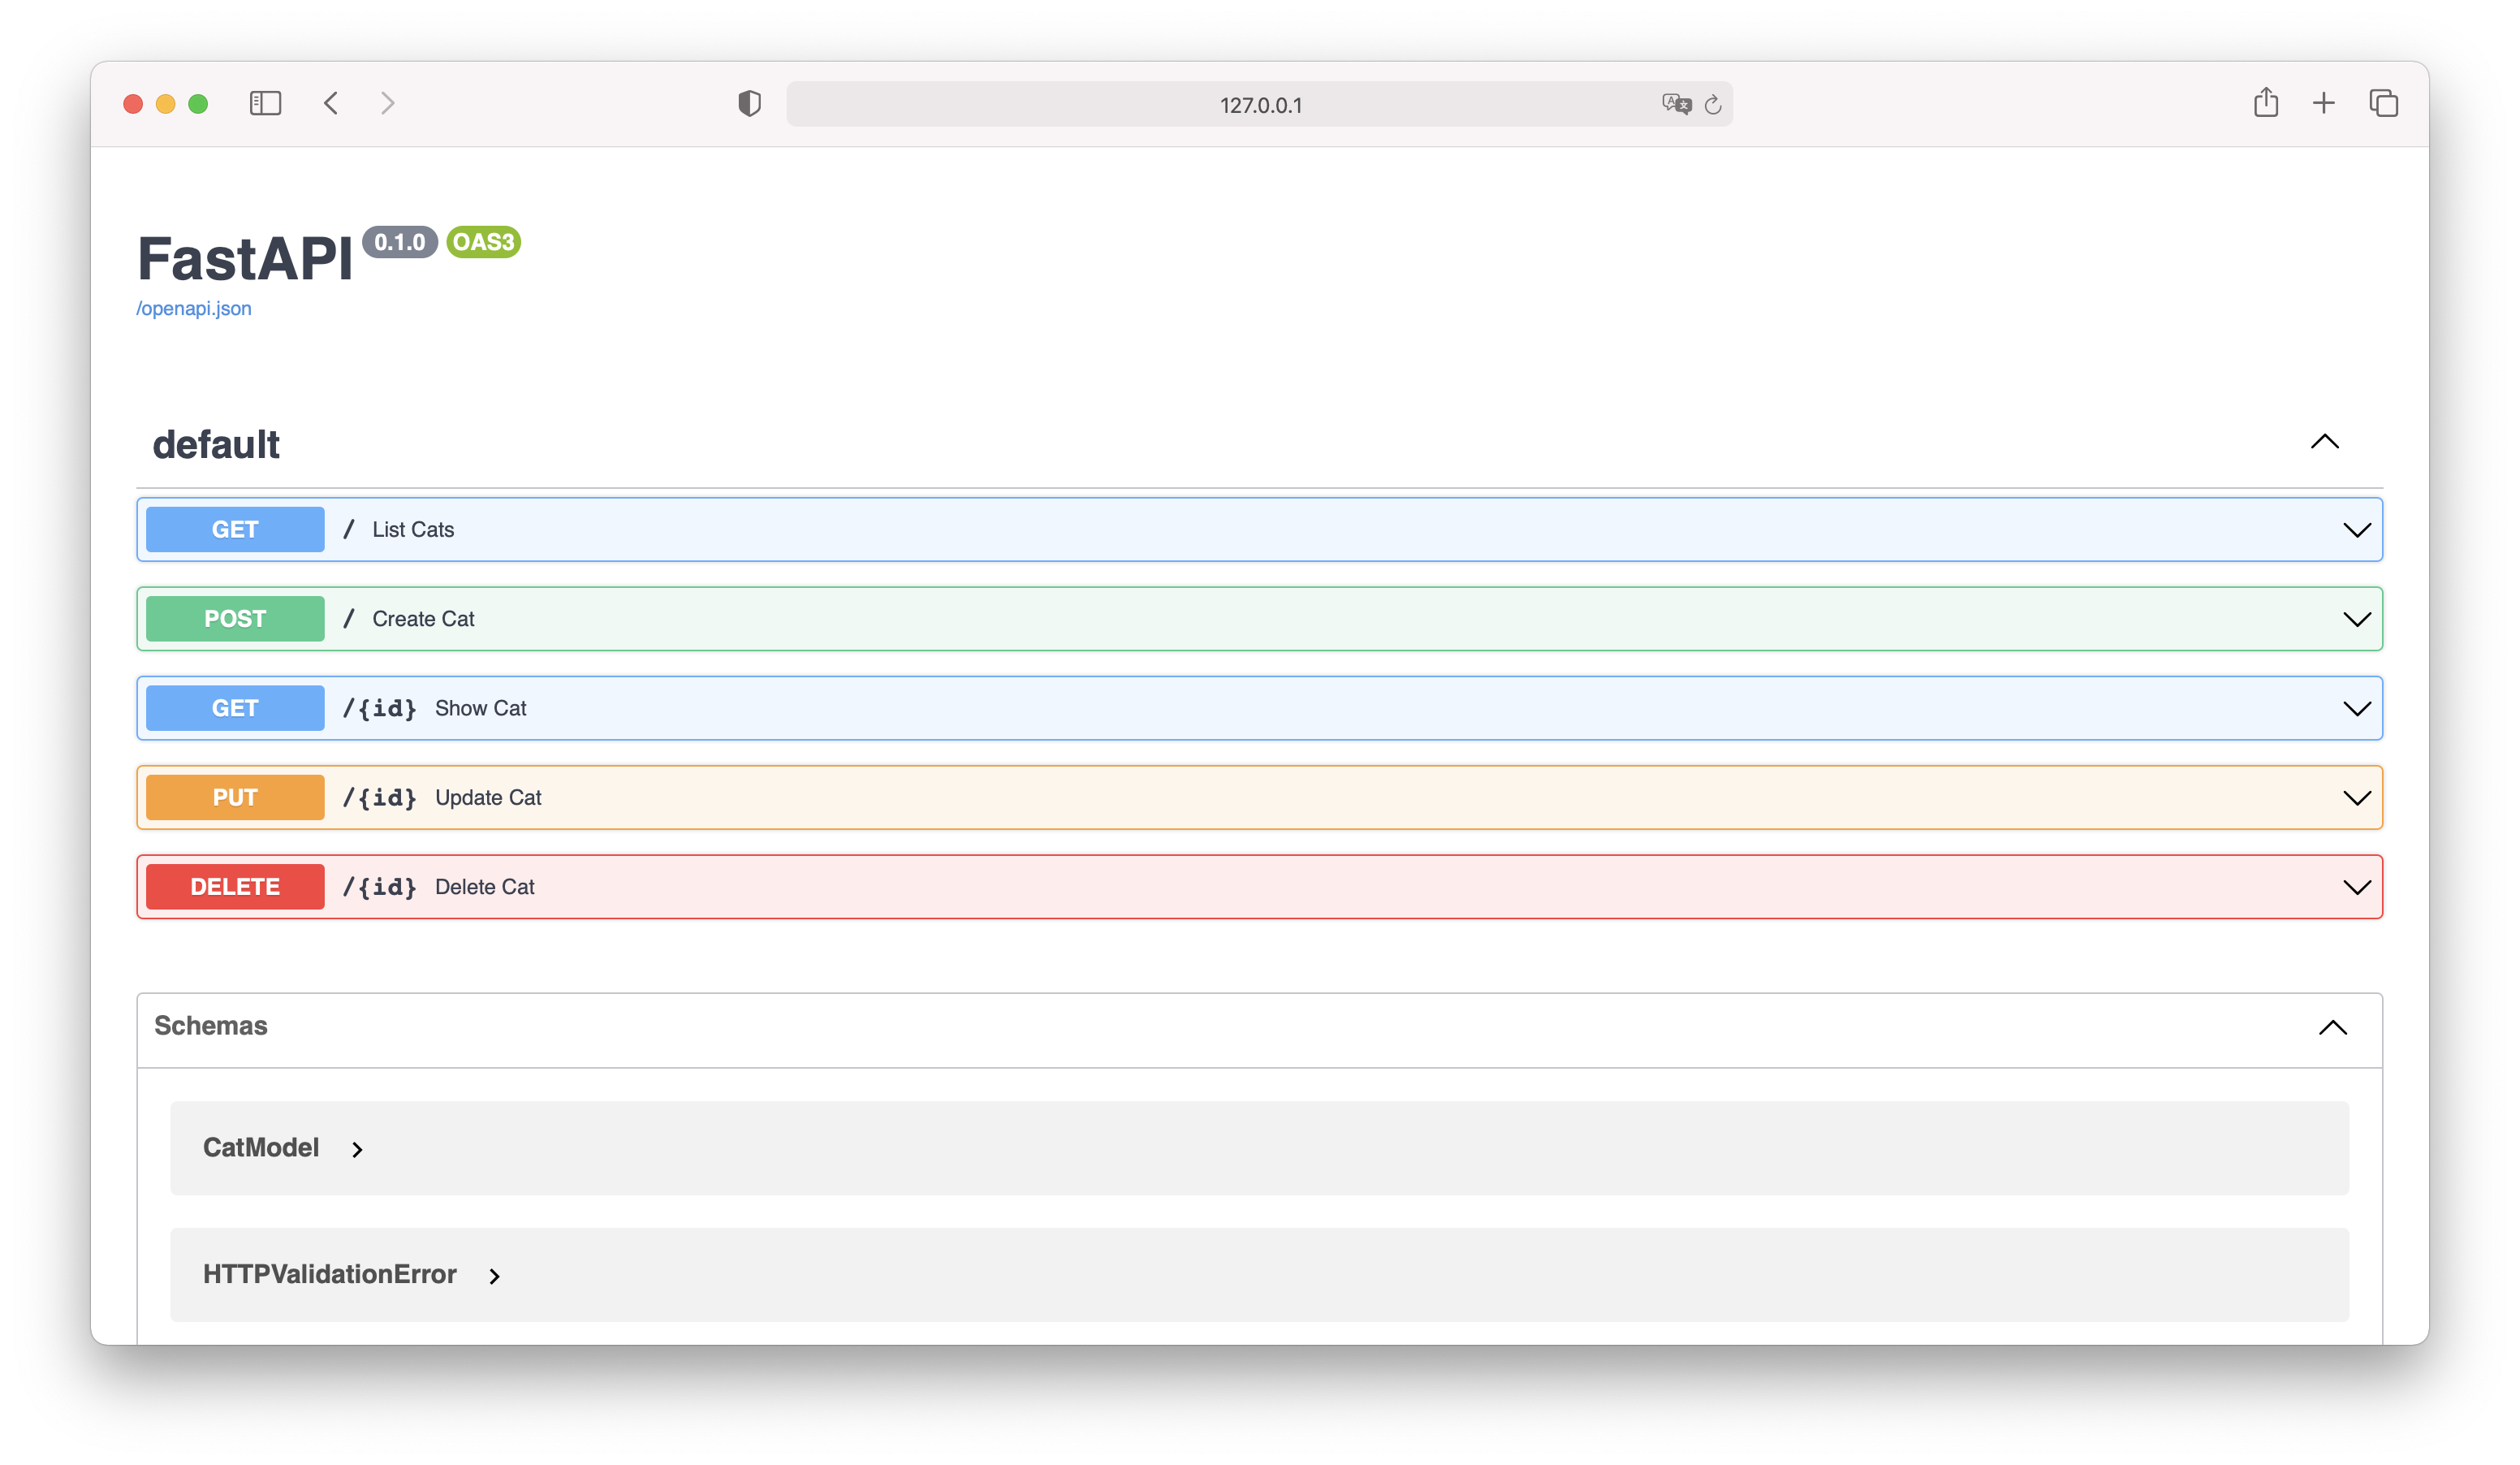 127.0.0.1
FastAPI 0.1.0 OAS3
/openapi.json
default
GET / List Cats
POST / Create Cat
GET /{id} Show Cat
PUT /{id} Update Cat
DELETE /{id} Delete Cat
Schemas
CatModel
HTTPValidationError